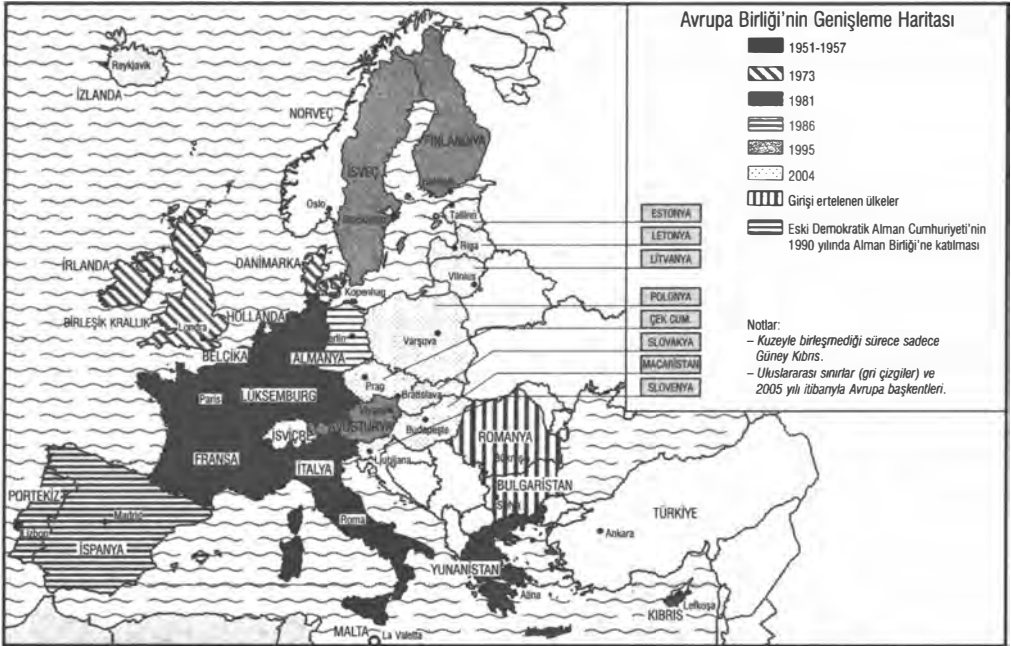 Avrupa Birliği'nin Genişleme Haritası
1951-1957
1973
1981
1986
1995
2004
Girişi ertelenen ülkeler
Eski Demokratik Alman Cumhuriyeti'nin
1990 yılında Alman Birliği'ne katılması
Notlar:
– Kuzeyle birleşmediği sürece sadece
Güney Kıbrıs.
– Uluslararası sınırlar (gri çizgiler) ve
2005 yılı itibarıyla Avrupa başkentleri.
ESTONYA
LETONYA
LİTVANYA
POLONYA
ÇEK CUM.
SLOVAKYA
MACARİSTAN
SLOVENYA
Reykjavik
İZLANDA
NORVEÇ
FİNLANDİYA
İSVEÇ
Oslo
Tallinn
Riga
Vilnius
İRLANDA
DANİMARKA
Kopenhag
BİRLEŞİK KRALLIK
Londra
HOLLANDA
BELÇİKA
ALMANYA
Varşova
Prag
Paris
LÜKSEMBURG
Bratislava
Viyana
AVUSTURYA
Budapeşte
İSVİÇRE
Ljubljana
ROMANYA
Bükreş
FRANSA
İTALYA
BULGARİSTAN
Sofya
PORTEKİZ
Madrid
Lizbon
İSPANYA
Roma
TÜRKİYE
Ankara
YUNANİSTAN
Atina
KIBRIS
Lefkoşa
MALTA
La Valetta